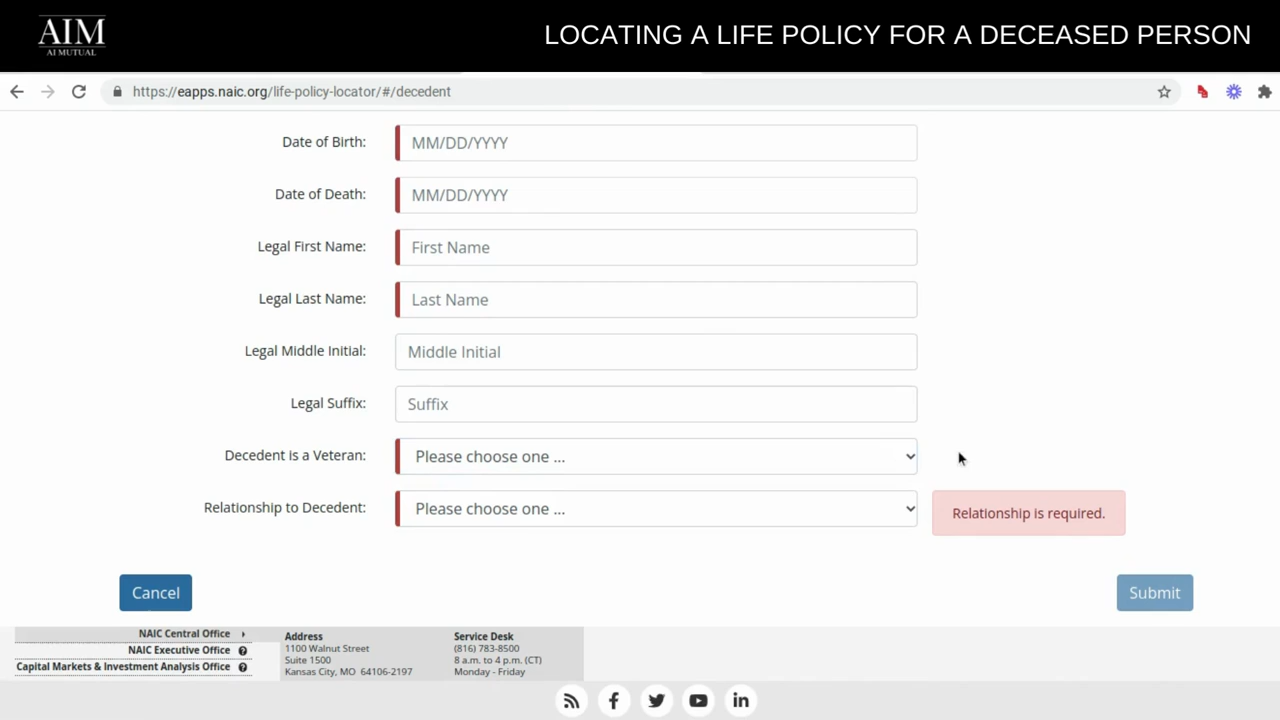 AIM
AI MUTUAL
LOCATING A LIFE POLICY FOR A DECEASED PERSON
https://eapps.naic.org/life-policy-locator/#/decedent
Date of Birth: MM/DD/YYYY
Date of Death: MM/DD/YYYY
Legal First Name: First Name
Legal Last Name: Last Name
Legal Middle Initial: Middle Initial
Legal Suffix: Suffix
Decedent is a Veteran: Please choose one ...
Relationship to Decedent: Please choose one ... Relationship is required.
Cancel Submit
NAIC Central Office
NAIC Executive Office
Capital Markets & Investment Analysis Office
Address
1100 Walnut Street
Suite 1500
Kansas City, MO 64106-2197
Service Desk
(816) 783-8500
8 a.m. to 4 p.m. (CT)
Monday - Friday